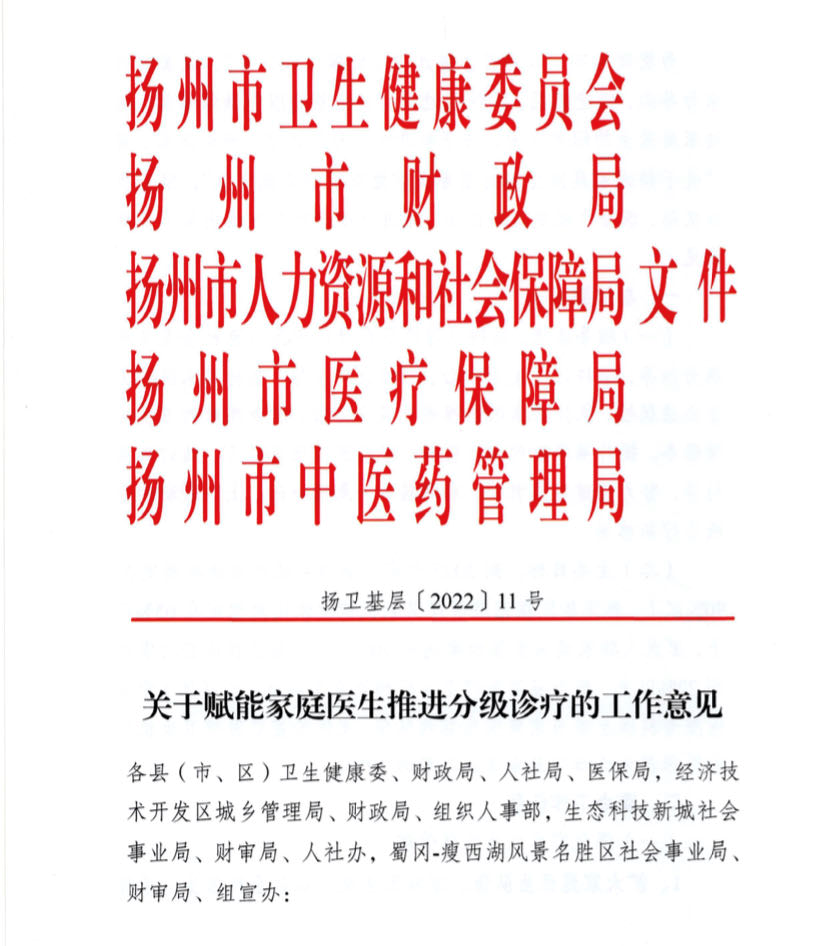 扬州市卫生健康委员会
扬州市财政局
扬州市人力资源和社会保障局文件
扬州市医疗保障局
扬州市中医药管理局
扬卫基层〔2022〕11号
关于赋能家庭医生推进分级诊疗的工作意见
各县（市、区）卫生健康委、财政局、人社局、医保局，经济技
术开发区城乡管理局、财政局、组织人事部，生态科技新城社会
事业局、财审局、人社办，蜀冈-瘦西湖风景名胜区社会事业局、
财审局、组宣办：